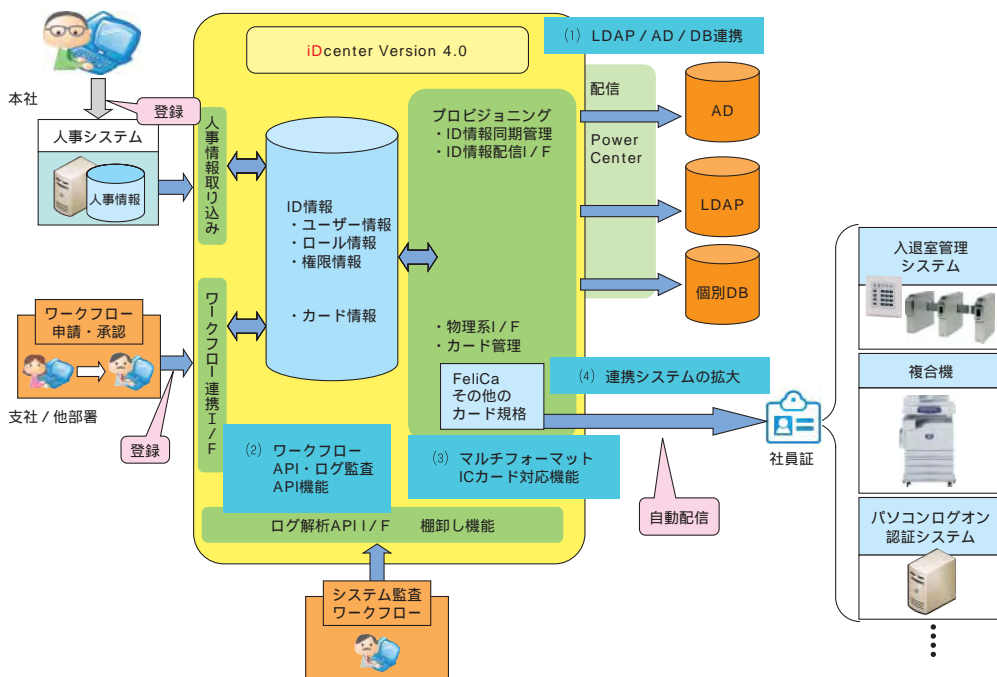 iDcenter Version 4.0
(1) LDAP / AD / DB連携
本社
登録
人事システム
人事情報
人事情報取り込み
ID情報
・ユーザー情報
・ロール情報
・権限情報
・カード情報
プロビジョニング
・ID情報同期管理
・ID情報配信I / F
・物理系I / F
・カード管理
FeliCa
その他の
カード規格
配信
Power
Center
AD
LDAP
個別DB
ワークフロー
申請・承認
支社 / 他部署
登録
ワークフロー連携I/F
(2) ワークフロー
API・ログ監査
API機能
(3) マルチフォーマット
ICカード対応機能
(4) 連携システムの拡大
自動配信
社員証
入退室管理
システム
複合機
パソコンログオン
認証システム
ログ解析API I / F 棚卸し機能
システム監査
ワークフロー